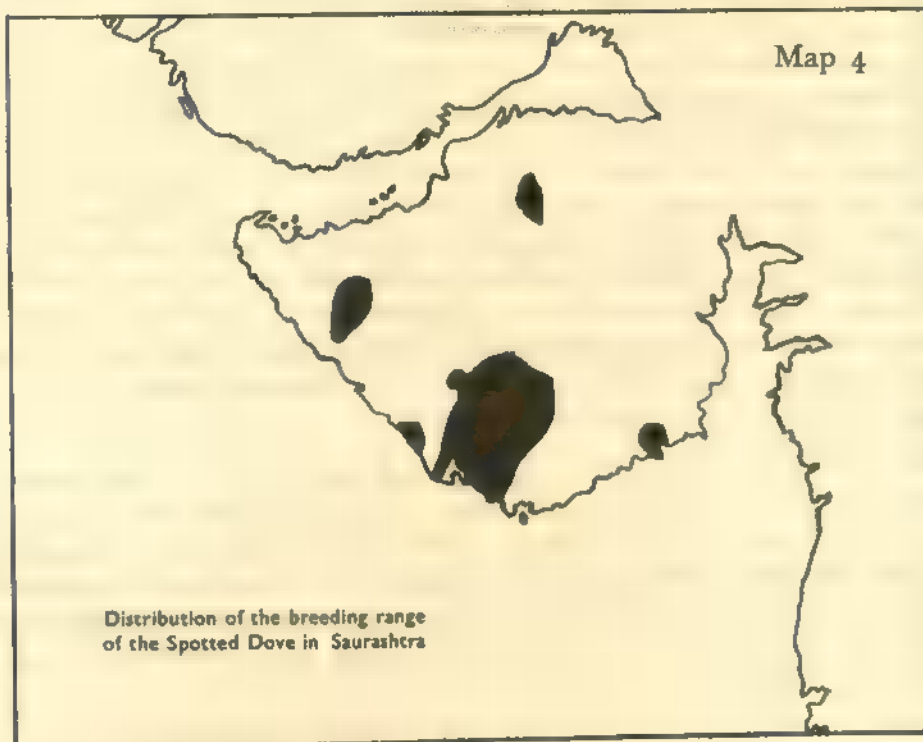 Map 4
Distribution of the breeding range
of the Spotted Dove in Saurashtra